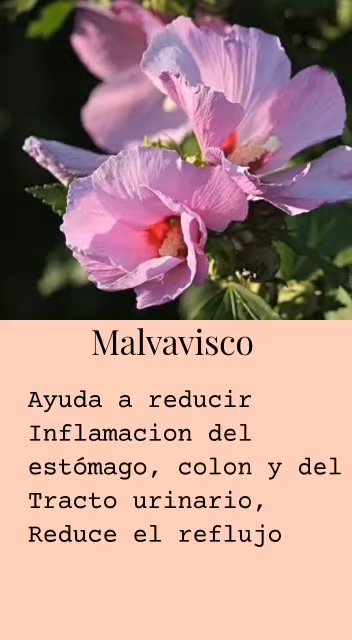 Malvavisco
Ayuda a reducir
Inflamacion del
estómago, colon y del
Tracto urinario,
Reduce el reflujo